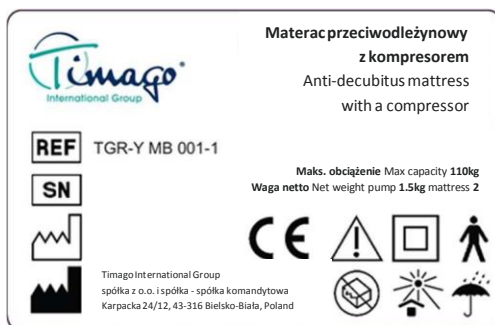 Timago
International Group
Materac przeciwodleżynowy
z kompresorem
Anti-decubitus mattress
with a compressor
REF TGR-Y MB 001-1
SN
Maks. obciążenie Max capacity 110kg
Waga netto Net weight pump 1.5kg mattress 2
CE
Timago International Group
spółka z o.o. i spółka - spółka komandytowa
Karpacka 24/12, 43-316 Bielsko-Biała, Poland